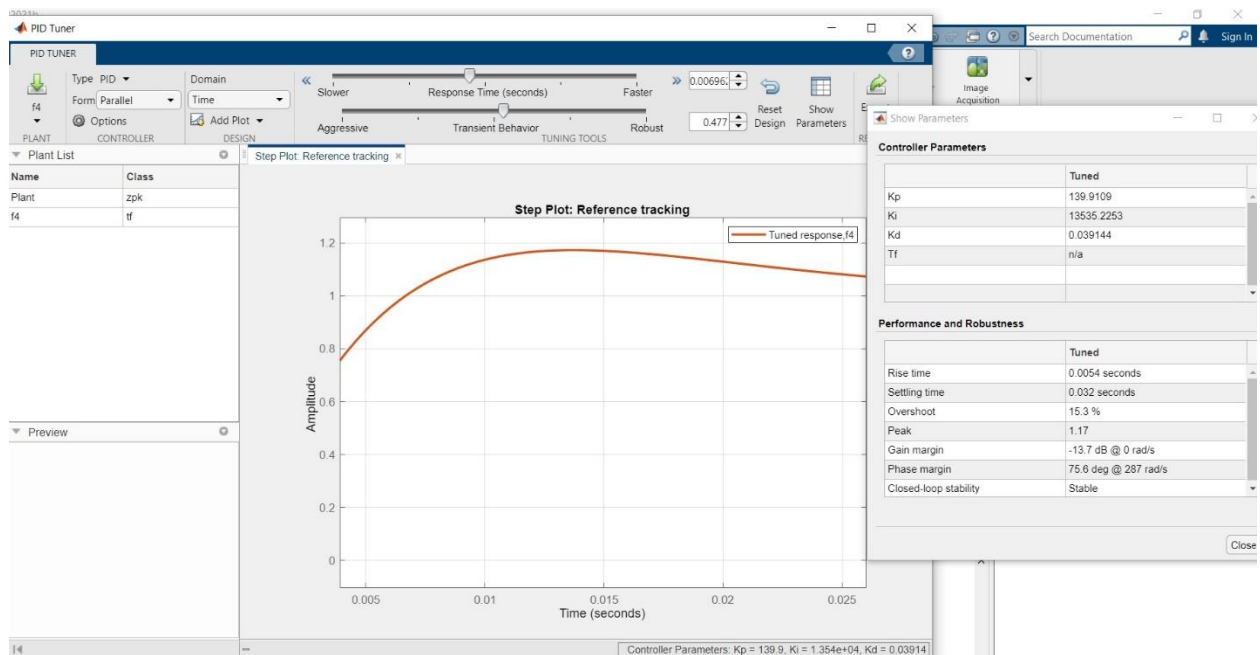 PID Tuner
Search Documentation
Sign In
PID TUNER
f4
Type PID
Form Parallel
Options
Domain
Time
Add Plot
Slower
Response Time (seconds)
Faster
Aggressive
Transient Behavior
Robust
0.477
Reset Design
Show Parameters
Image Acquisition
PLANT
CONTROLLER
DESIGN
TUNING TOOLS
Plant List
Name Class
Plant zpk
f4 tf
Preview
Step Plot: Reference tracking
Step Plot: Reference tracking
Tuned response,f4
1.2
1
0.8
0.6
0.4
0.2
0
Amplitude
0.005 0.01 0.015 0.02 0.025
Time (seconds)
Controller Parameters: Kp = 139.9, Ki = 1.354e+04, Kd = 0.03914
Show Parameters
Controller Parameters
Tuned
Kp 139.9109
Ki 13535.2253
Kd 0.039144
Tf n/a
Performance and Robustness
Tuned
Rise time 0.0054 seconds
Settling time 0.032 seconds
Overshoot 15.3 %
Peak 1.17
Gain margin -13.7 dB @ 0 rad/s
Phase margin 75.6 deg @ 287 rad/s
Closed-loop stability Stable
Close